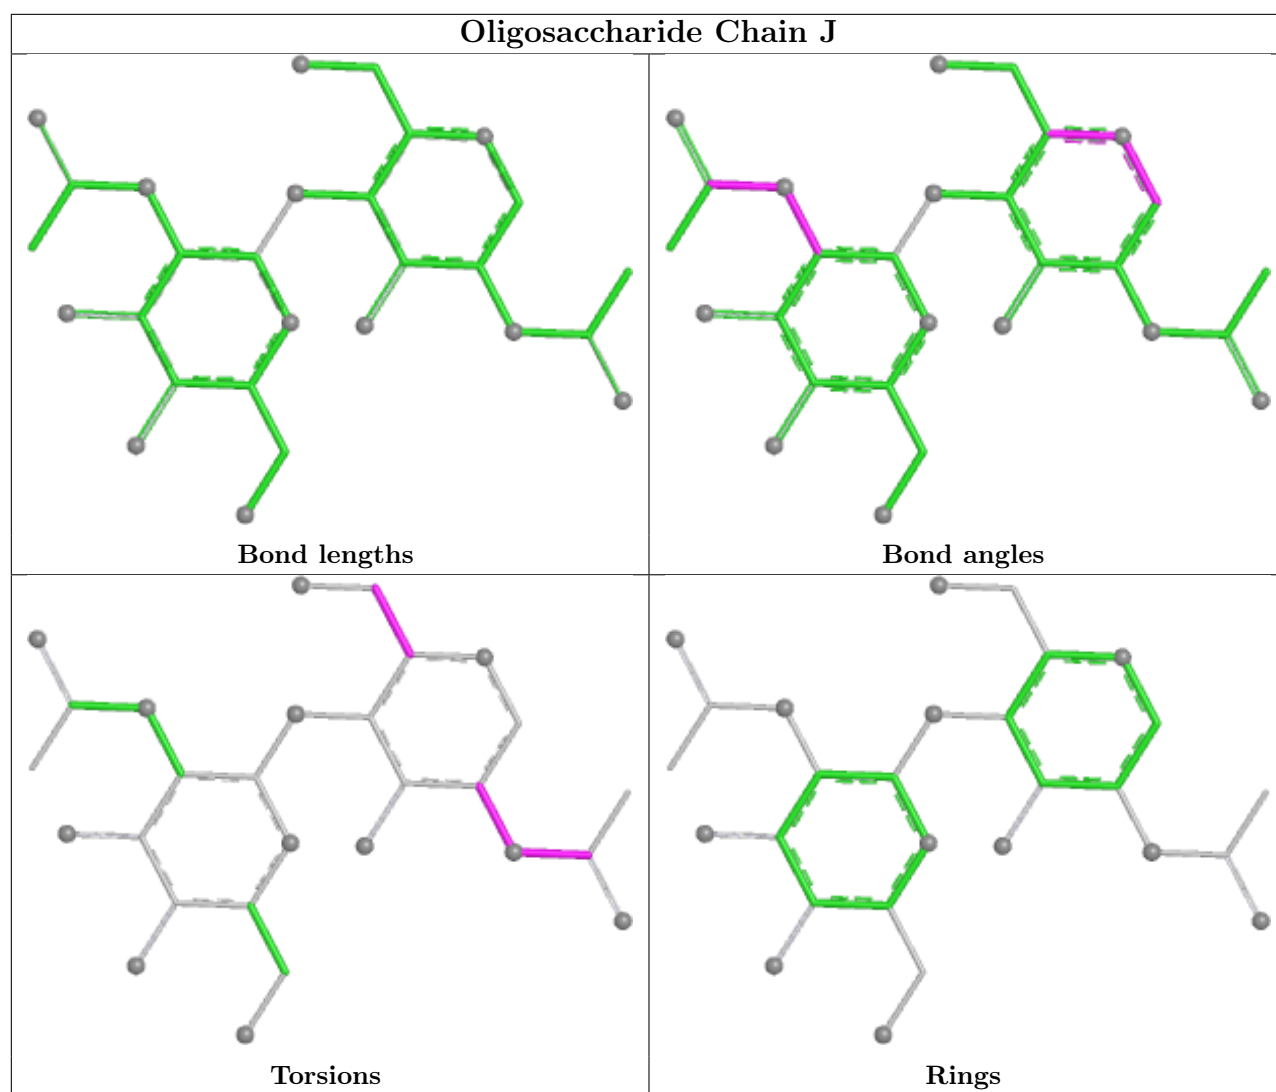 Oligosaccharide Chain J
Bond lengths
Bond angles
Torsions
Rings